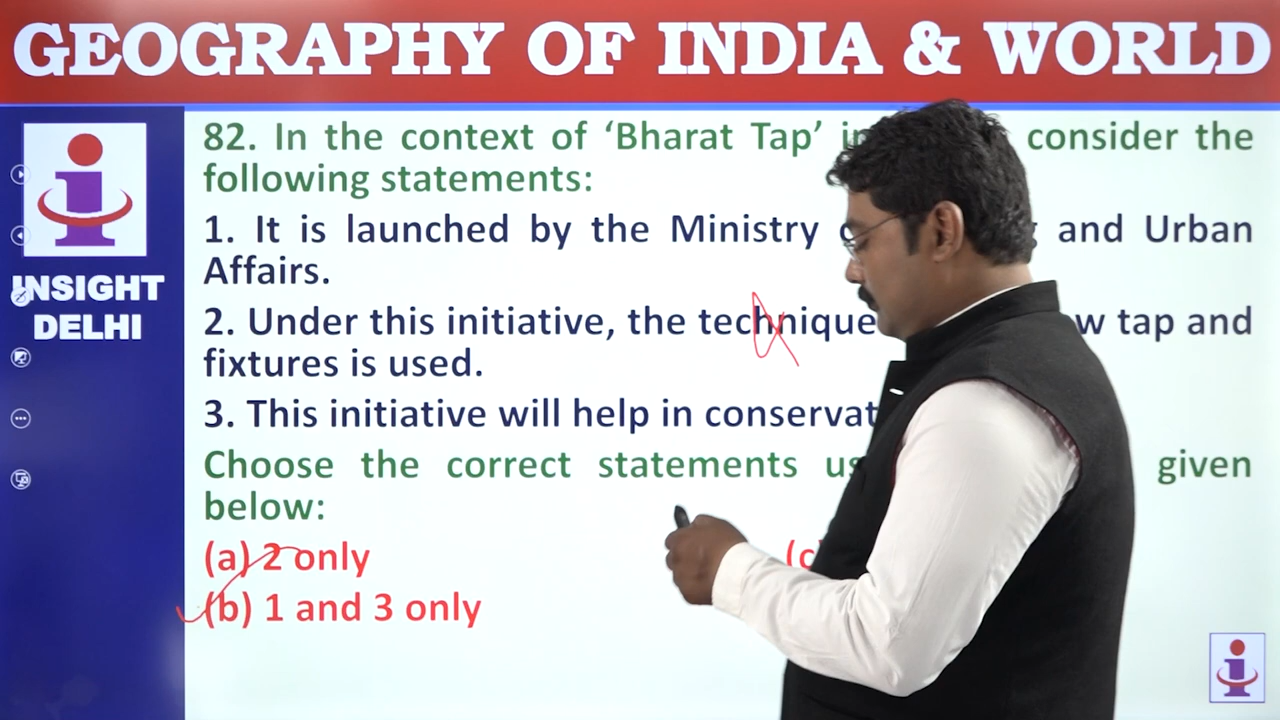 GEOGRAPHY OF INDIA & WORLD
82. In the context of ‘Bharat Tap’ consider the
following statements:
1. It is launched by the Ministry and Urban
Affairs.
2. Under this initiative, the technique tap and
fixtures is used.
3. This initiative will help in
Choose the correct statements given
below:
(a) 2 only
(b) 1 and 3 only
INSIGHT
DELHI